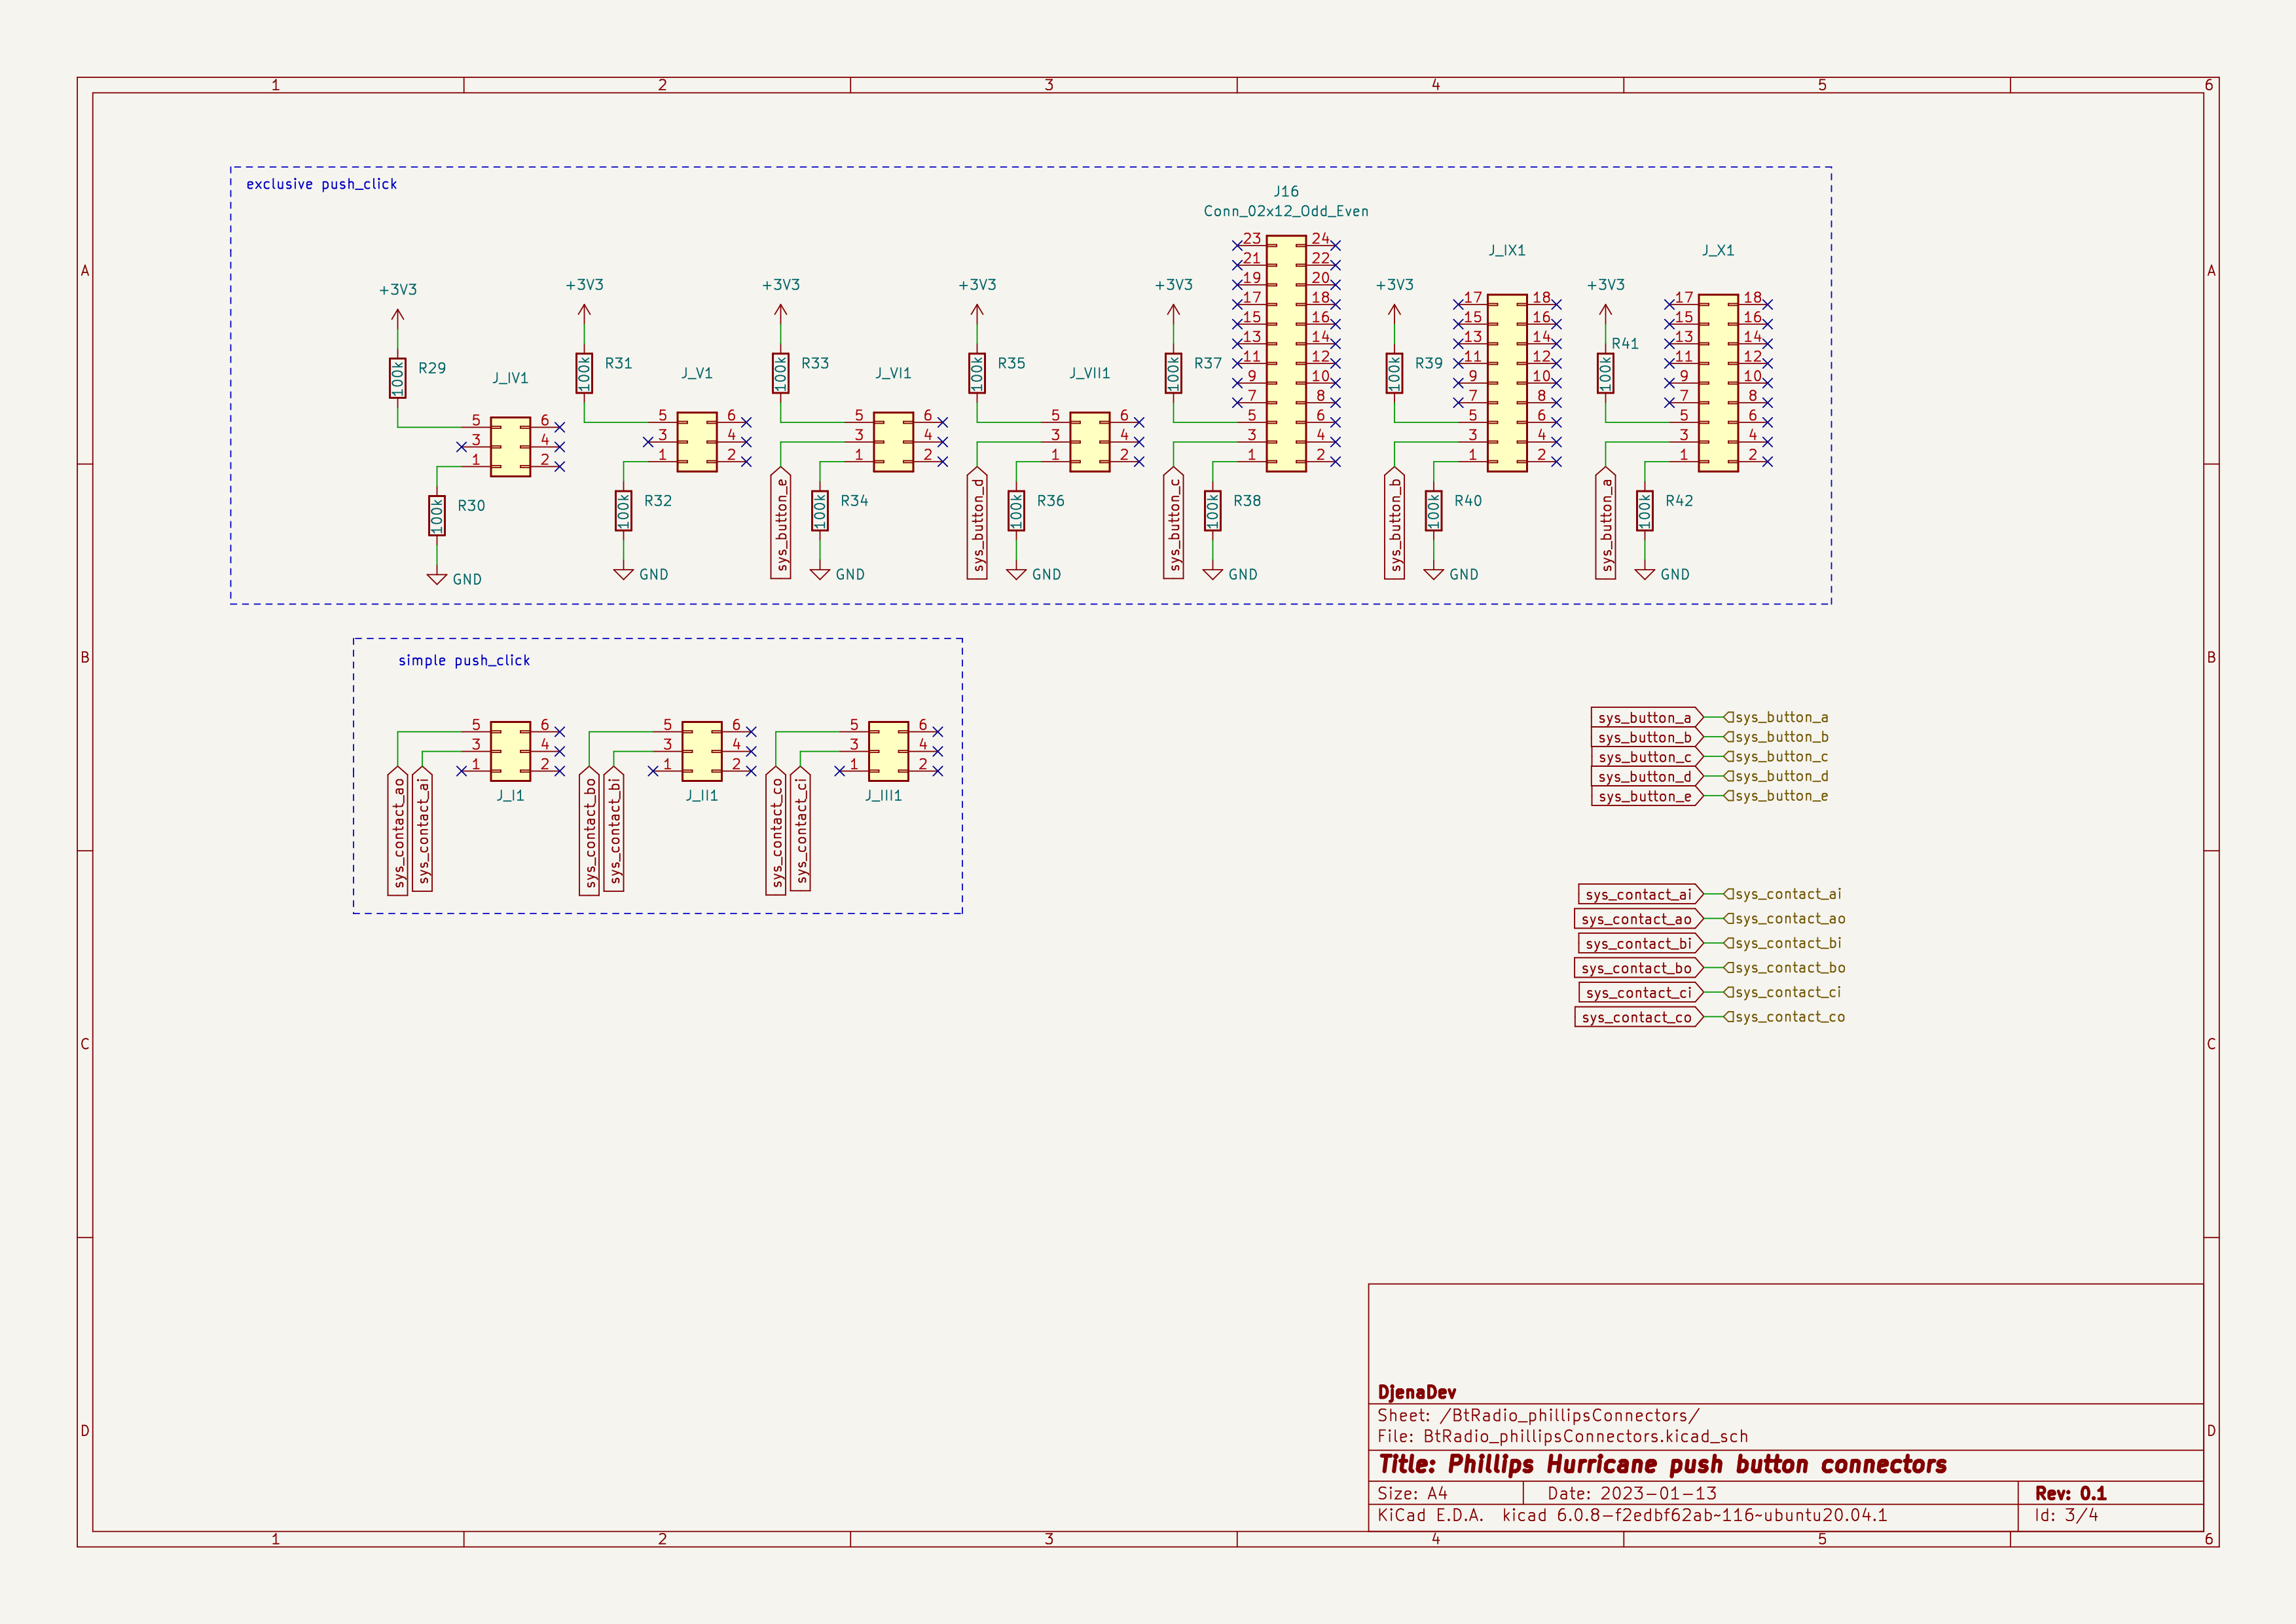 1 2 3 4 5 6
A A
B B
C C
D D
exclusive push_click
J16
Conn_02x12_Odd_Even
23 24
21 22
19 20
17 18
15 16
13 14
11 12
9 10
7 8
5 6
3 4
1 2
J_IX1
17 18
15 16
13 14
11 12
9 10
7 8
5 6
3 4
1 2
J_X1
17 18
15 16
13 14
11 12
9 10
7 8
5 6
3 4
1 2
+3V3
R29
100k
J_IV1
5 6
3 4
1 2
R30
100k
GND
+3V3
R31
100k
J_V1
5 6
3 4
1 2
R32
100k
GND
+3V3
R33
100k
J_VI1
5 6
3 4
1 2
sys_button_e
R34
100k
GND
+3V3
R35
100k
J_VII1
5 6
3 4
1 2
sys_button_d
R36
100k
GND
+3V3
R37
100k
sys_button_c
R38
100k
GND
+3V3
R39
100k
sys_button_b
R40
100k
GND
+3V3
R41
100k
sys_button_a
R42
100k
GND
simple push_click
5 6
3 4
1 2
J_I1
sys_contact_ao
sys_contact_ai
5 6
3 4
1 2
J_II1
sys_contact_bo
sys_contact_bi
5 6
3 4
1 2
J_III1
sys_contact_co
sys_contact_ci
sys_button_a sys_button_a
sys_button_b sys_button_b
sys_button_c sys_button_c
sys_button_d sys_button_d
sys_button_e sys_button_e
sys_contact_ai sys_contact_ai
sys_contact_ao sys_contact_ao
sys_contact_bi sys_contact_bi
sys_contact_bo sys_contact_bo
sys_contact_ci sys_contact_ci
sys_contact_co sys_contact_co
DjenaDev
Sheet: /BtRadio_phillipsConnectors/
File: BtRadio_phillipsConnectors.kicad_sch
Title: Phillips Hurricane push button connectors
Size: A4 Date: 2023-01-13 Rev: 0.1
KiCad E.D.A. kicad 6.0.8-f2edbf62ab~116~ubuntu20.04.1 Id: 3/4
1 2 3 4 5 6